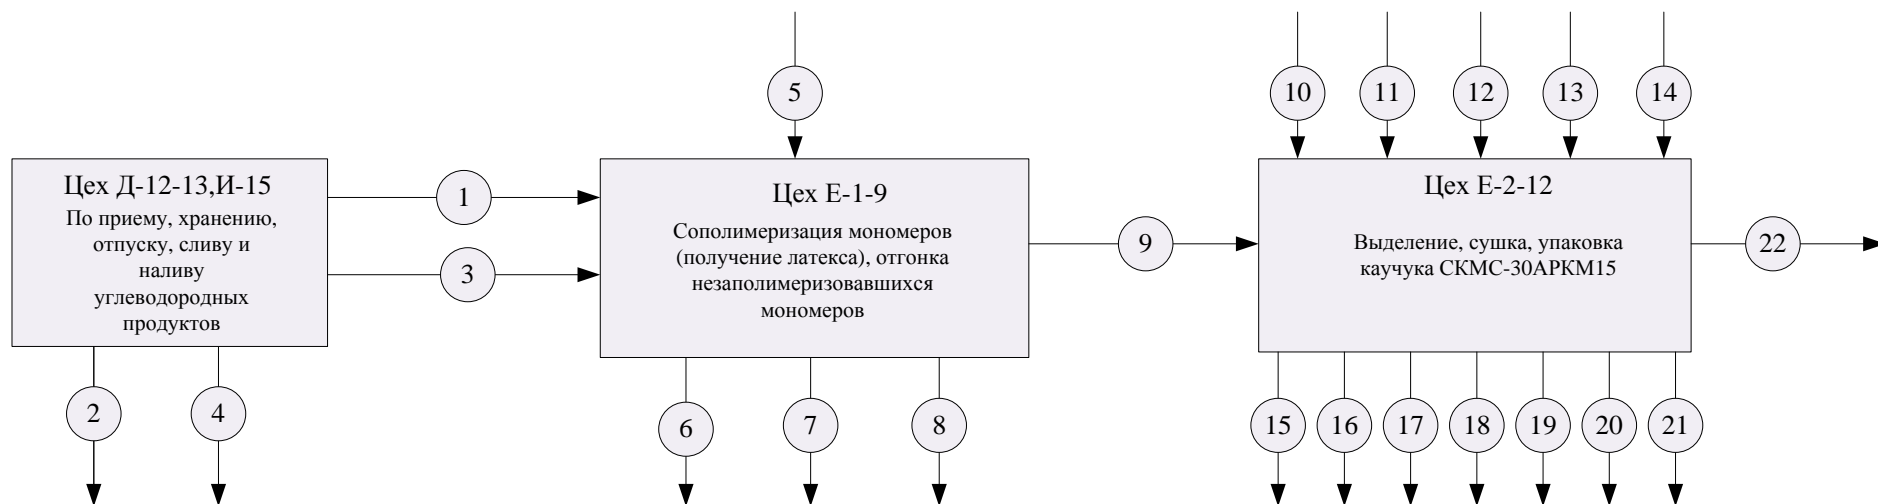 5
10
11
12
13
14
Цех Д-12-13,И-15
По приему, хранению,
отпуску, сливу и
наливу
углеводородных
продуктов
1
3
Цех Е-1-9
Сополимеризация мономеров
(получение латекса), отгонка
незаполимеризовавшихся
мономеров
9
Цех Е-2-12
Выделение, сушка, упаковка
каучука СКМС-30АРКМ15
22
2
4
6
7
8
15
16
17
18
19
20
21